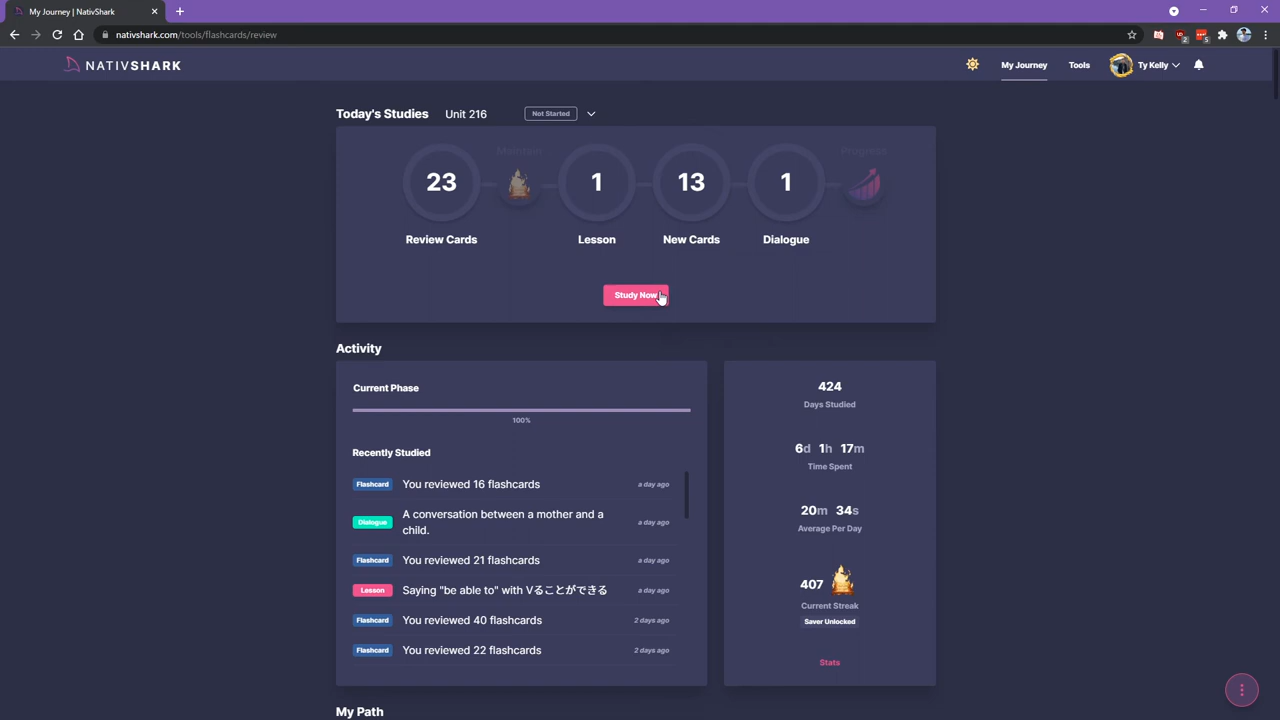 My Journey | NativShark
nativshark.com/tools/flashcards/review
2
5
NATIVSHARK
My Journey
Tools
Ty Kelly
Today's Studies Unit 216 Not Started
Maintain
Progress
23 1 13 1
Review Cards Lesson New Cards Dialogue
Study Now
Activity
Current Phase
100%
Recently Studied
Flashcard You reviewed 16 flashcards a day ago
Dialogue A conversation between a mother and a
child. a day ago
Flashcard You reviewed 21 flashcards a day ago
Lesson Saying "be able to" with Vることができる a day ago
Flashcard You reviewed 40 flashcards 2 days ago
Flashcard You reviewed 22 flashcards 2 days ago
424
Days Studied
6d 1h 17m
Time Spent
20m 34s
Average Per Day
407
Current Streak
Saver Unlocked
Stats
My Path